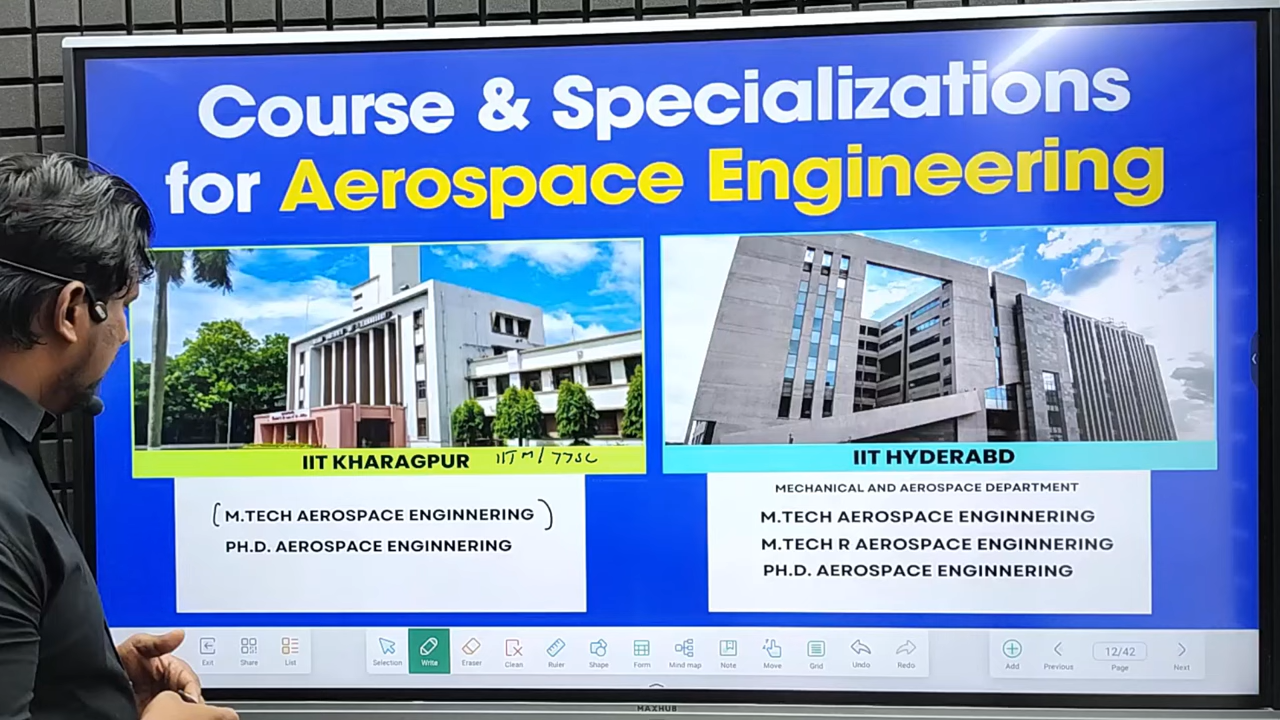 Course & Specializations
for Aerospace Engineering
IIT KHARAGPUR IIT M/
IIT HYDERABD
(M.TECH AEROSPACE ENGINNERING)
PH.D. AEROSPACE ENGINNERING
MECHANICAL AND AEROSPACE DEPARTMENT
M.TECH AEROSPACE ENGINNERING
M.TECH R AEROSPACE ENGINNERING
PH.D. AEROSPACE ENGINNERING
Exit Share List Selection Write Eraser Clean Ruler Shape Form Mind map Note Move Grid Undo Redo Add Previous 12/42 Page Next
MAXHUB